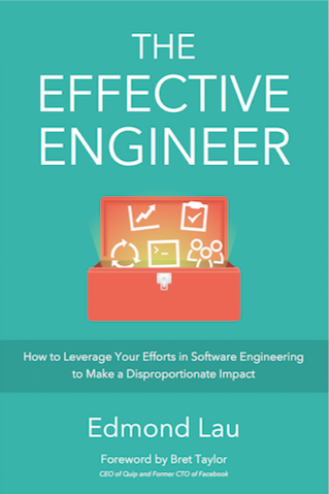 THE
EFFECTIVE
ENGINEER
>_
How to Leverage Your Efforts in Software Engineering
to Make a Disproportionate Impact
Edmond Lau
Foreword by Bret Taylor
CEO of Quip and Former CTO of Facebook